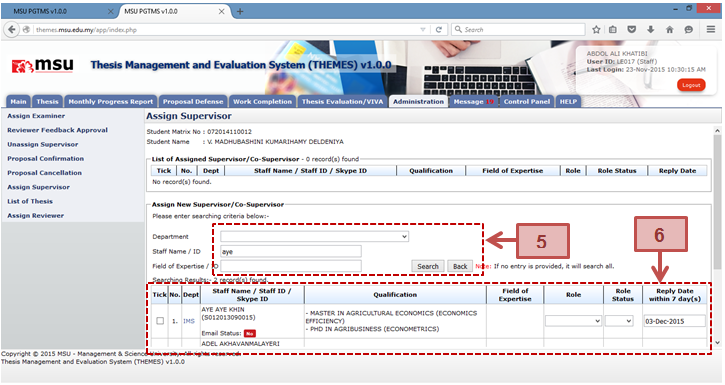 MSU PGTMS v1.0.0
MSU PGTMS v1.0.0
themes.msu.edu.my/app/index.php
Search
msu
Thesis Management and Evaluation System (THEMES) v1.0.0
ABDOL ALI KHATIBI
User ID: LE017 (Staff)
Last Login: 23-Nov-2015 10:30:15 AM
Logout
Main Thesis Monthly Progress Report Proposal Defense Work Completion Thesis Evaluation/VIVA Administration Message Control Panel HELP
Assign Examiner
Reviewer Feedback Approval
Unassign Supervisor
Proposal Confirmation
Proposal Cancellation
Assign Supervisor
List of Thesis
Assign Reviewer
Assign Supervisor
Student Matrix No : 072014110012
Student Name : V. MADHUBASHINI KUMARIHAMY DELDENIYA
List of Assigned Supervisor/Co-Supervisor - 0 record(s) found
Tick No. Dept Staff Name / Staff ID / Skype ID Qualification Field of Expertise Role Role Status Reply Date
No record(s) found.
Assign New Supervisor/Co-Supervisor
Please enter searching criteria below:-
Department
Staff Name / ID aye
Field of Expertise / ID
Search Back Note: If no entry is provided, it will search all.
5
6
Searching Results:- 2 record(s) found.
Tick No. Dept Staff Name / Staff ID / Skype ID Qualification Field of Expertise Role Role Status Reply Date within 7 day(s)
1. IMS AYE AYE KHIN
(S012013090015)
Email Status: No
- MASTER IN AGRICULTURAL ECONOMICS (ECONOMICS EFFICIENCY)
- PHD IN AGRIBUSINESS (ECONOMETRICS)
03-Dec-2015
ADEL AKHAVANMALAYERI
Copyright © 2015 MSU - Management & Science University. All rights reserved.
Thesis Management and Evaluation System (THEMES) v1.0.0